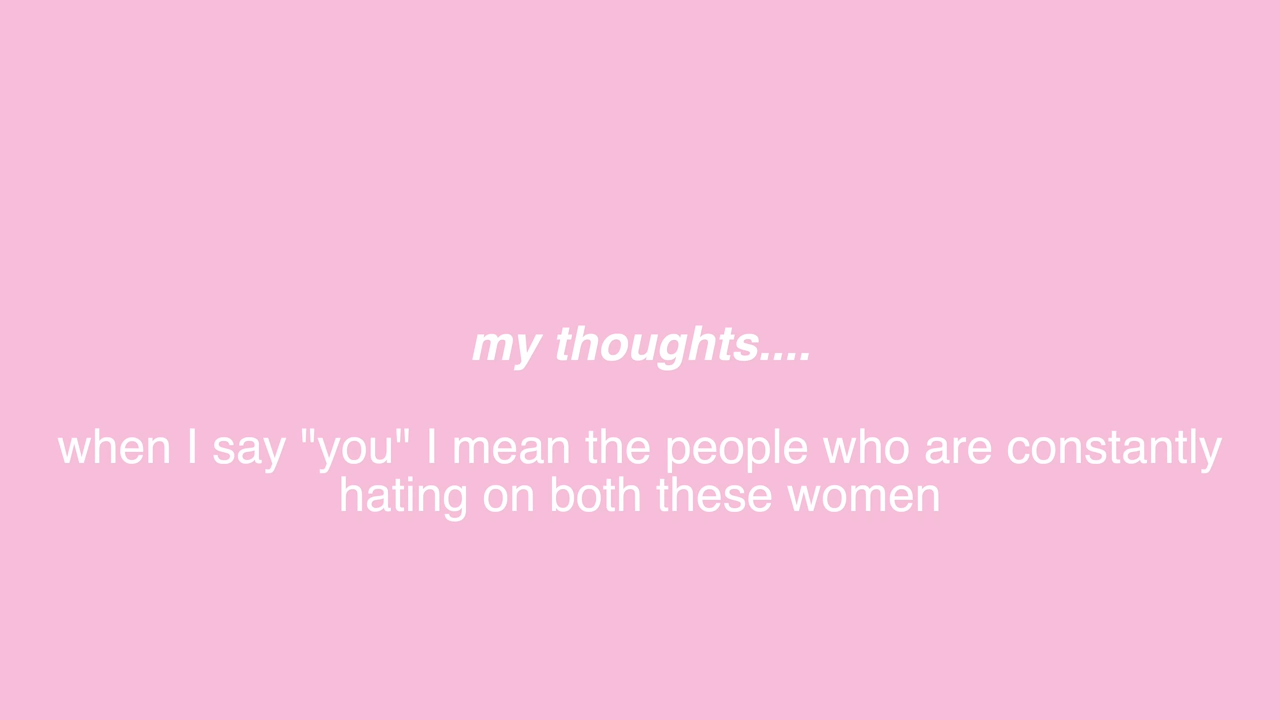 my thoughts....
when I say "you" I mean the people who are constantly
hating on both these women